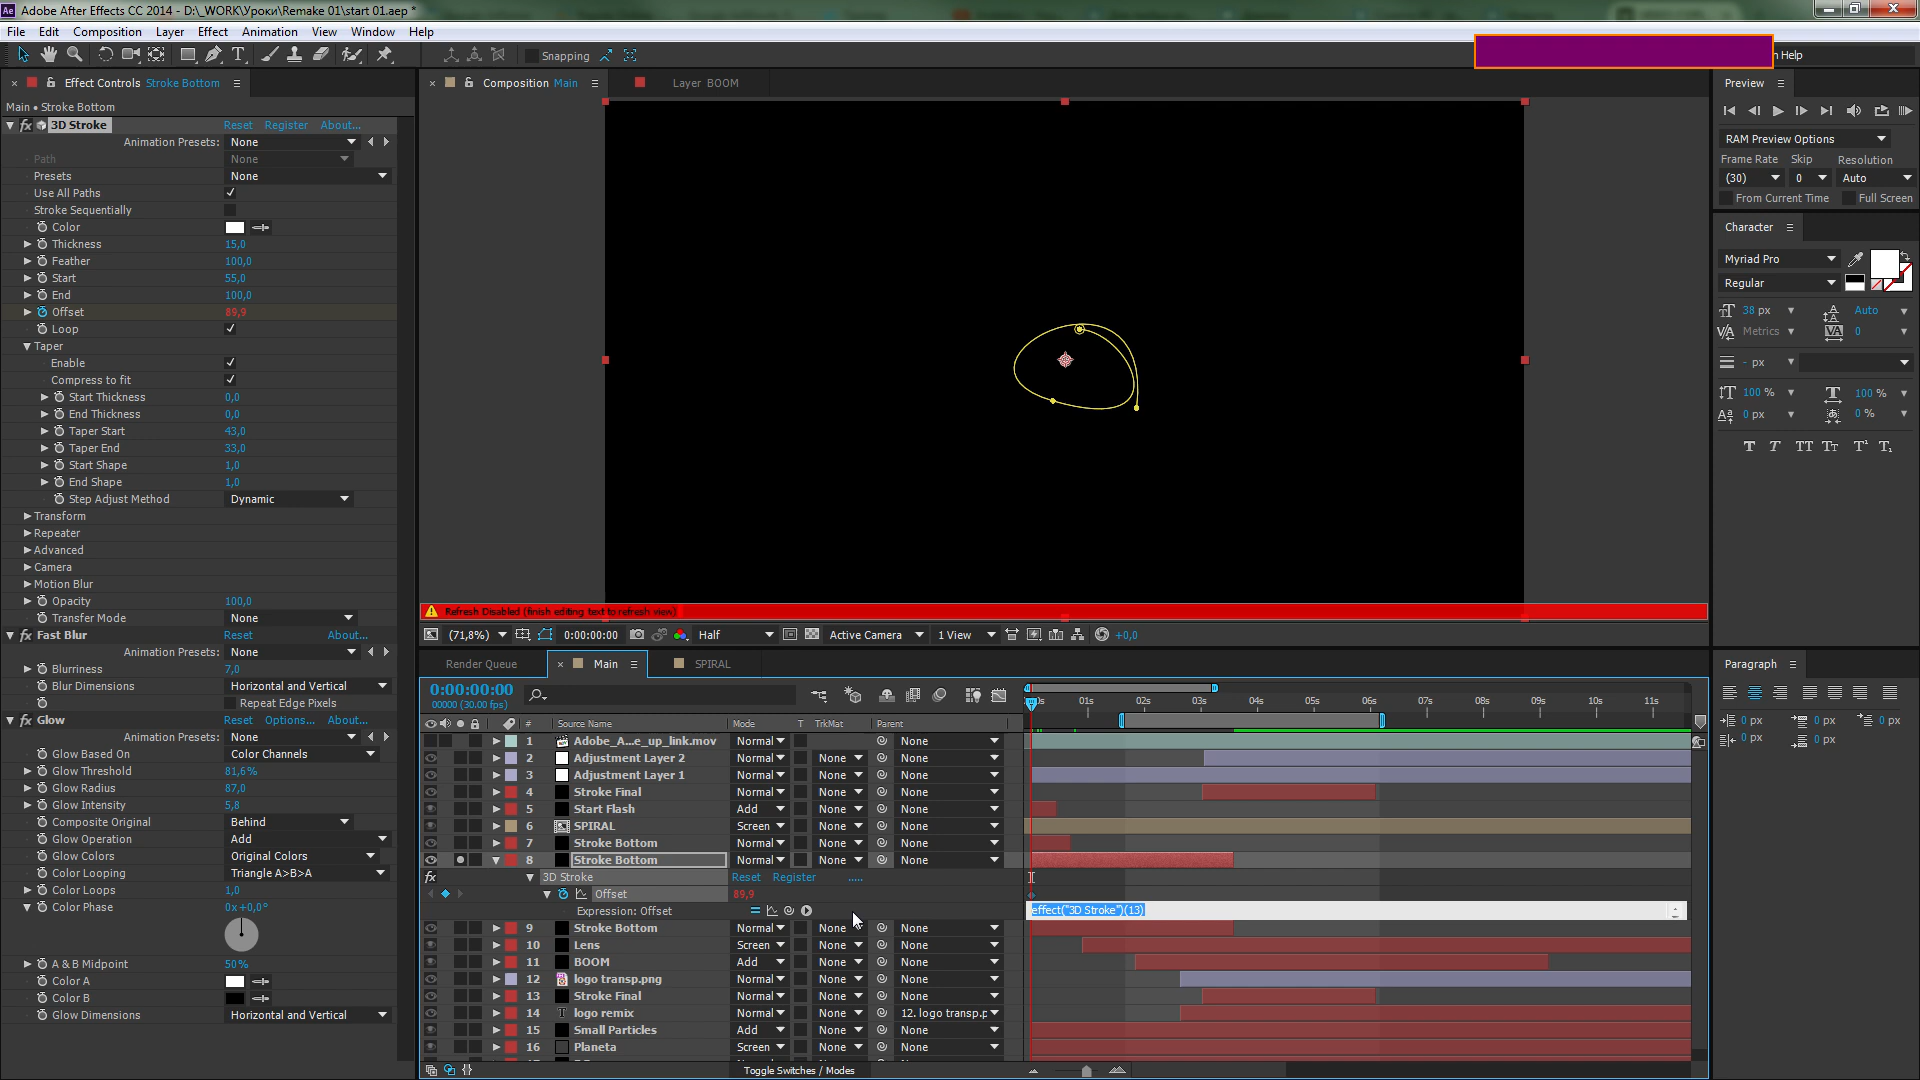 Ae Adobe After Effects CC 2014 - D:\_WORK\Уроки\Remake 01\start 01.aep *
File Edit Composition Layer Effect Animation View Window Help
Snapping
Help
Effect Controls Stroke Bottom
Main • Stroke Bottom
fx 3D Stroke Reset Register About...
Animation Presets: None
Path None
Presets None
Use All Paths
Stroke Sequentially
Color
Thickness 15,0
Feather 100,0
Start 55,0
End 100,0
Offset 89,9
Loop
Taper
Enable
Compress to fit
Start Thickness 0,0
End Thickness 0,0
Taper Start 43,0
Taper End 33,0
Start Shape 1,0
End Shape 1,0
Step Adjust Method Dynamic
Transform
Repeater
Advanced
Camera
Motion Blur
Opacity 100,0
Transfer Mode None
fx Fast Blur Reset About...
Animation Presets: None
Blurriness 7,0
Blur Dimensions Horizontal and Vertical
Repeat Edge Pixels
fx Glow Reset Options... About...
Animation Presets: None
Glow Based On Color Channels
Glow Threshold 81,6%
Glow Radius 87,0
Glow Intensity 5,8
Composite Original Behind
Glow Operation Add
Glow Colors Original Colors
Color Looping Triangle A>B>A
Color Loops 1,0
Color Phase 0x+0,0°
A & B Midpoint 50%
Color A
Color B
Glow Dimensions Horizontal and Vertical
Composition Main Layer BOOM
Refresh Disabled (finish editing text to refresh view)
(71,8%) 0:00:00:00 Half Active Camera 1 View +0,0
Render Queue Main SPIRAL
0:00:00:00
00000 (30.00 fps)
01s 02s 03s 04s 05s 06s 07s 08s 09s 10s 11s
# Source Name Mode T TrkMat Parent
1 Adobe_A...e_up_link.mov Normal None
2 Adjustment Layer 2 Normal None None
3 Adjustment Layer 1 Normal None None
4 Stroke Final Normal None None
5 Start Flash Add None None
6 SPIRAL Screen None None
7 Stroke Bottom Normal None None
8 Stroke Bottom Normal None None
fx 3D Stroke Reset Register .....
Offset 89,9
Expression: Offset effect("3D Stroke")(13)
9 Stroke Bottom Normal None None
10 Lens Screen None None
11 BOOM Add None None
12 logo transp.png Normal None None
13 Stroke Final Normal None None
14 logo remix Normal None 12. logo transp.p
15 Small Particles Add None None
16 Planeta Screen None None
Toggle Switches / Modes
Preview
RAM Preview Options
Frame Rate Skip Resolution
(30) 0 Auto
From Current Time Full Screen
Character
Myriad Pro
Regular
38 px Auto
Metrics 0
- px
100 % 100 %
0 px 0 %
T T TT Tt T¹ T₁
Paragraph
0 px 0 px 0 px
0 px 0 px